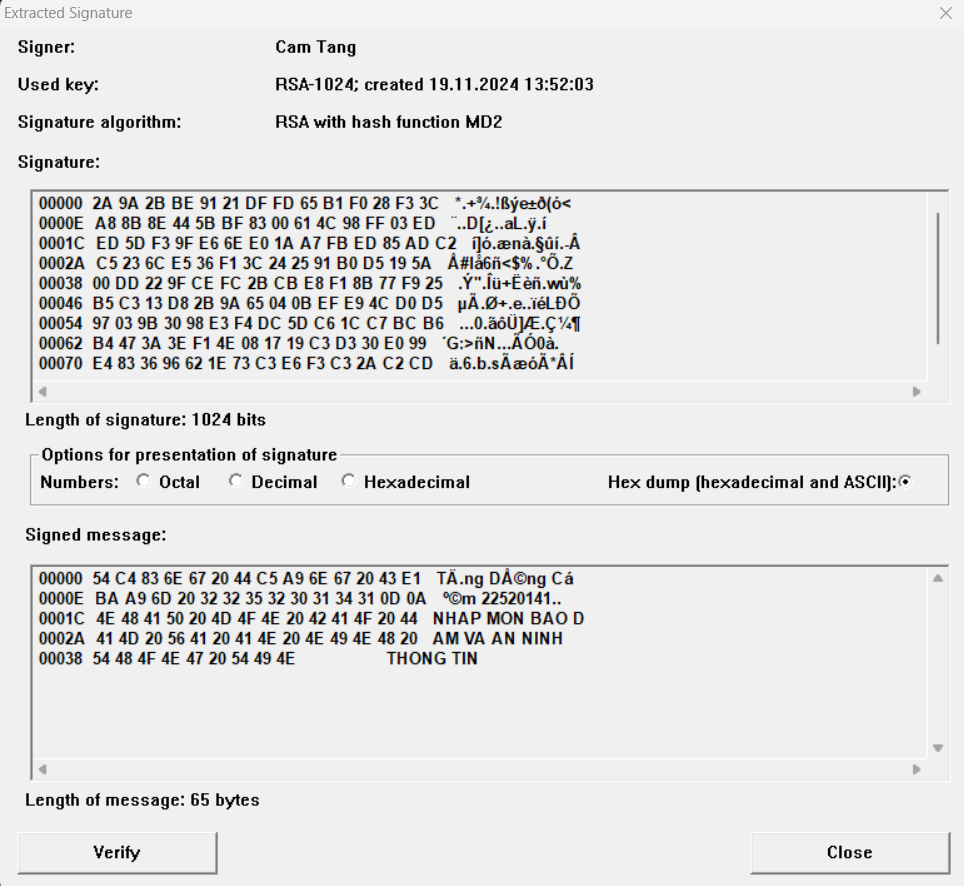 Extracted Signature
Signer: Cam Tang
Used key: RSA-1024; created 19.11.2024 13:52:03
Signature algorithm: RSA with hash function MD2
Signature:
00000 2A 9A 2B BE 91 21 DF FD 65 B1 F0 28 F3 3C *.+¾.!ßýe±ð(ó<
0000E A8 8B 8E 44 5B BF 83 00 61 4C 98 FF 03 ED ¨..D[¿..aL.ÿ.í
0001C ED 5D F3 9F E6 6E E0 1A A7 FB ED 85 AD C2 í]ó.ænà.§ûí.-Â
0002A C5 23 6C E5 36 F1 3C 24 25 91 B0 D5 19 5A Å#lå6ñ<$%.°Õ.Z
00038 00 DD 22 9F CE FC 2B CB E8 F1 8B 77 F9 25 .Ý".Îü+Ëèñ.wù%
00046 B5 C3 13 D8 2B 9A 65 04 0B EF E9 4C D0 D5 µÃ.Ø+.e..ïéLÐÕ
00054 97 03 9B 30 98 E3 F4 DC 5D C6 1C C7 BC B6 ...0.ãôÜ]Æ.Ç¼¶
00062 B4 47 3A 3E F1 4E 08 17 19 C3 D3 30 E0 99 ´G:>ñN...ÃÓ0à.
00070 E4 83 36 96 62 1E 73 C3 E6 F3 C3 2A C2 CD ä.6.b.sÃæóÃ*ÂÍ
Length of signature: 1024 bits
Options for presentation of signature
Numbers: Octal Decimal Hexadecimal Hex dump (hexadecimal and ASCII):
Signed message:
00000 54 C4 83 6E 67 20 44 C5 A9 6E 67 20 43 E1 TÄ.ng DÅ©ng Cá
0000E BA A9 6D 20 32 32 35 32 30 31 34 31 0D 0A º©m 22520141..
0001C 4E 48 41 50 20 4D 4F 4E 20 42 41 4F 20 44 NHAP MON BAO D
0002A 41 4D 20 56 41 20 41 4E 20 4E 49 4E 48 20 AM VA AN NINH
00038 54 48 4F 4E 47 20 54 49 4E THONG TIN
Length of message: 65 bytes
Verify Close